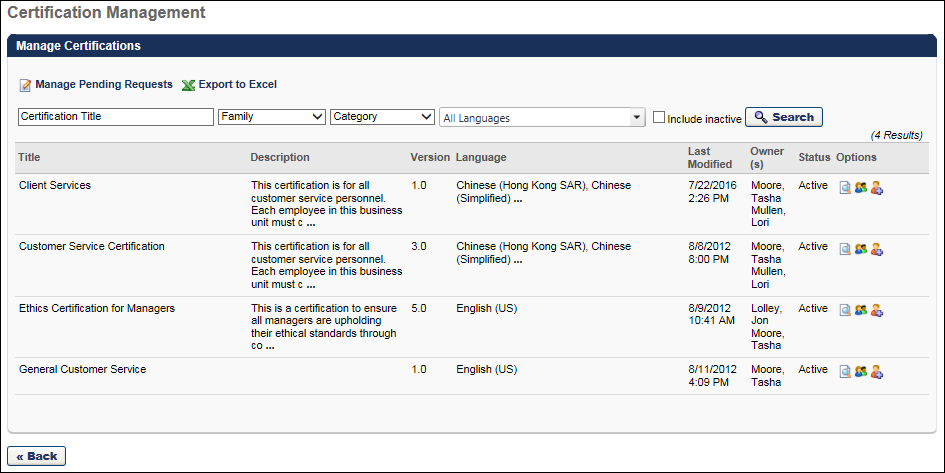 Certification Management
Manage Certifications
Manage Pending Requests Export to Excel
Certification Title Family Category All Languages Include inactive Search
(4 Results)
Title Description Version Language Last Modified Owner (s) Status Options
Client Services This certification is for all customer service personnel. Each employee in this business unit must c ... 1.0 Chinese (Hong Kong SAR), Chinese (Simplified) ... 7/22/2016 2:26 PM Moore, Tasha Mullen, Lori Active
Customer Service Certification This certification is for all customer service personnel. Each employee in this business unit must c ... 3.0 Chinese (Hong Kong SAR), Chinese (Simplified) ... 8/8/2012 8:00 PM Moore, Tasha Mullen, Lori Active
Ethics Certification for Managers This is a certification to ensure all managers are upholding their ethical standards through co ... 5.0 English (US) 8/9/2012 10:41 AM Lolley, Jon Moore, Tasha Active
General Customer Service 1.0 English (US) 8/11/2012 4:09 PM Moore, Tasha Active
« Back